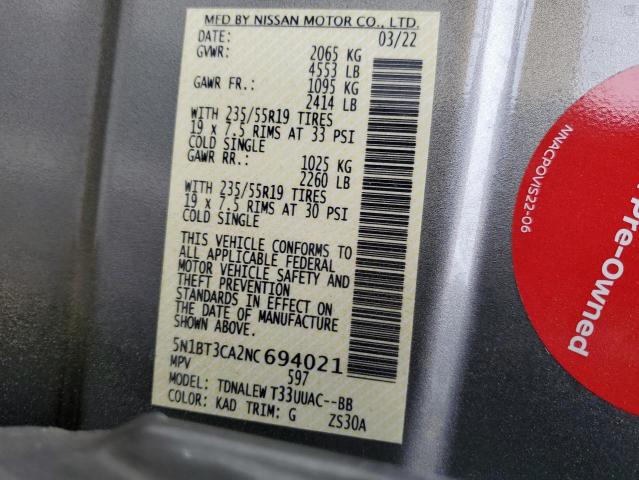 MFD BY NISSAN MOTOR CO., LTD.
DATE: 03/22
GVWR: 2065 KG
4553 LB
GAWR FR.: 1095 KG
2414 LB
WITH 235/55R19 TIRES
19 x 7.5 RIMS AT 33 PSI
COLD SINGLE
GAWR RR.: 1025 KG
2260 LB
WITH 235/55R19 TIRES
19 x 7.5 RIMS AT 30 PSI
COLD SINGLE
THIS VEHICLE CONFORMS TO
ALL APPLICABLE FEDERAL
MOTOR VEHICLE SAFETY AND
THEFT PREVENTION
STANDARDS IN EFFECT ON
THE DATE OF MANUFACTURE
SHOWN ABOVE.
5N1BT3CA2NC694021
MPV 597
MODEL: TDNALEW T33UUAC--BB
COLOR: KAD TRIM: G ZS30A
NNACPOVIS22-06
Pre-Owned